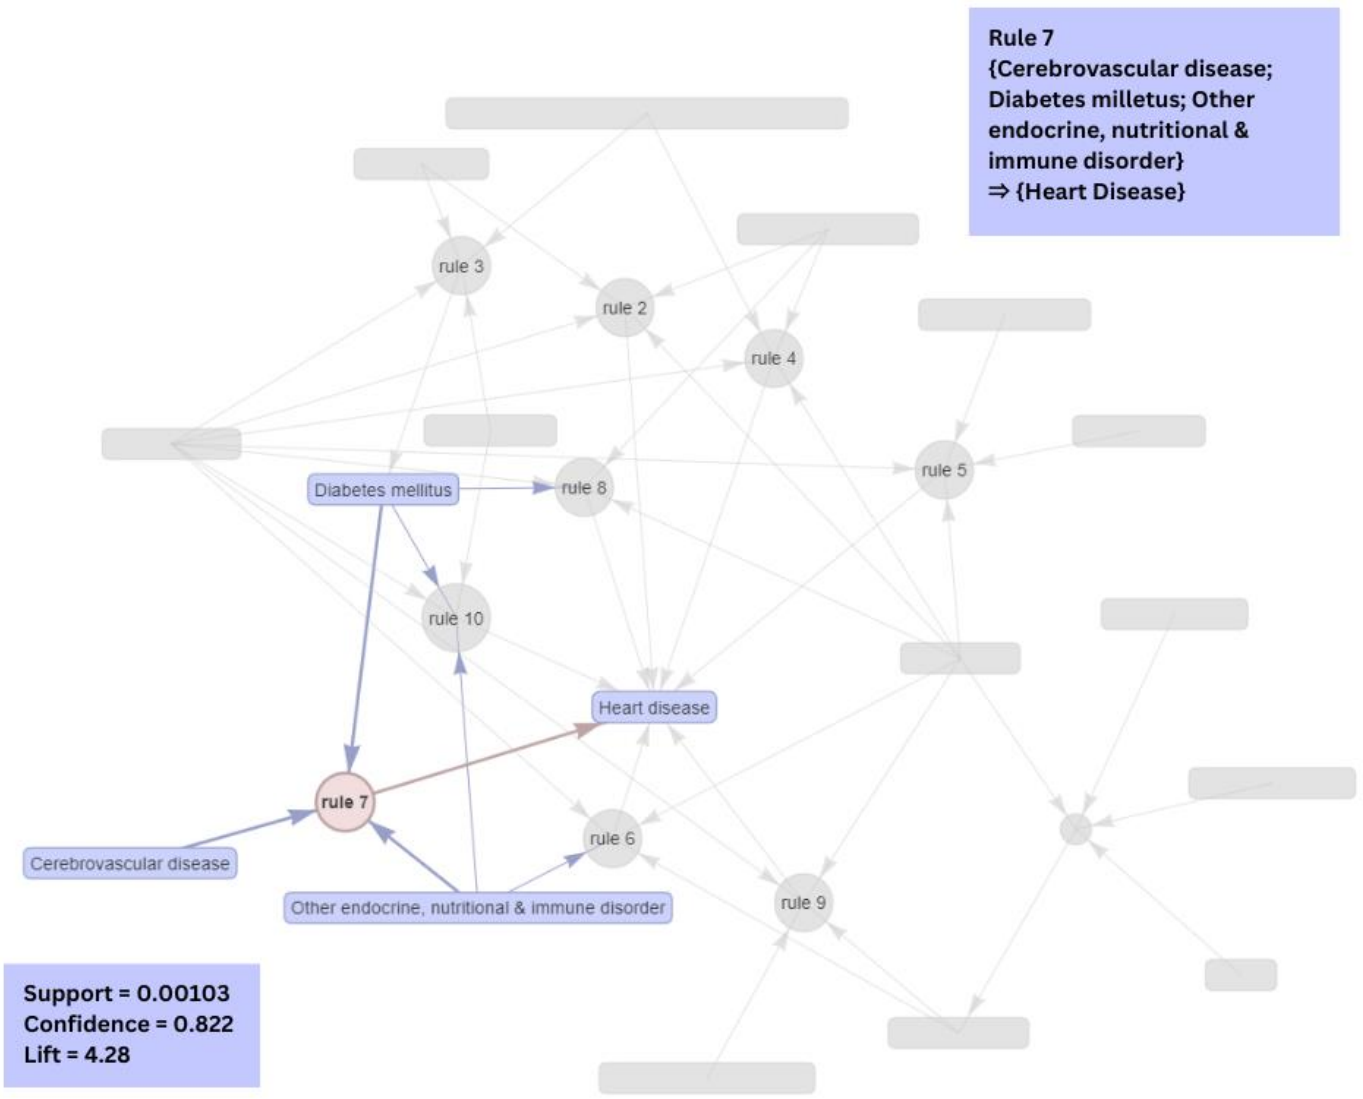 Rule 7
{Cerebrovascular disease;
Diabetes milletus; Other
endocrine, nutritional &
immune disorder}
⇒ {Heart Disease}
rule 3
rule 2
rule 4
rule 5
Diabetes mellitus
rule 8
rule 10
Heart disease
rule 7
rule 6
Cerebrovascular disease
Other endocrine, nutritional & immune disorder
rule 9
Support = 0.00103
Confidence = 0.822
Lift = 4.28